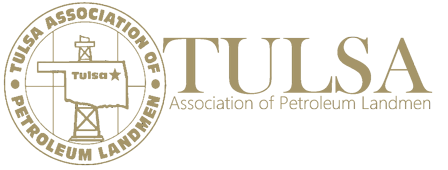 TULSA ASSOCIATION OF
PETROLEUM LANDMEN
Tulsa
TULSA
Association of Petroleum Landmen